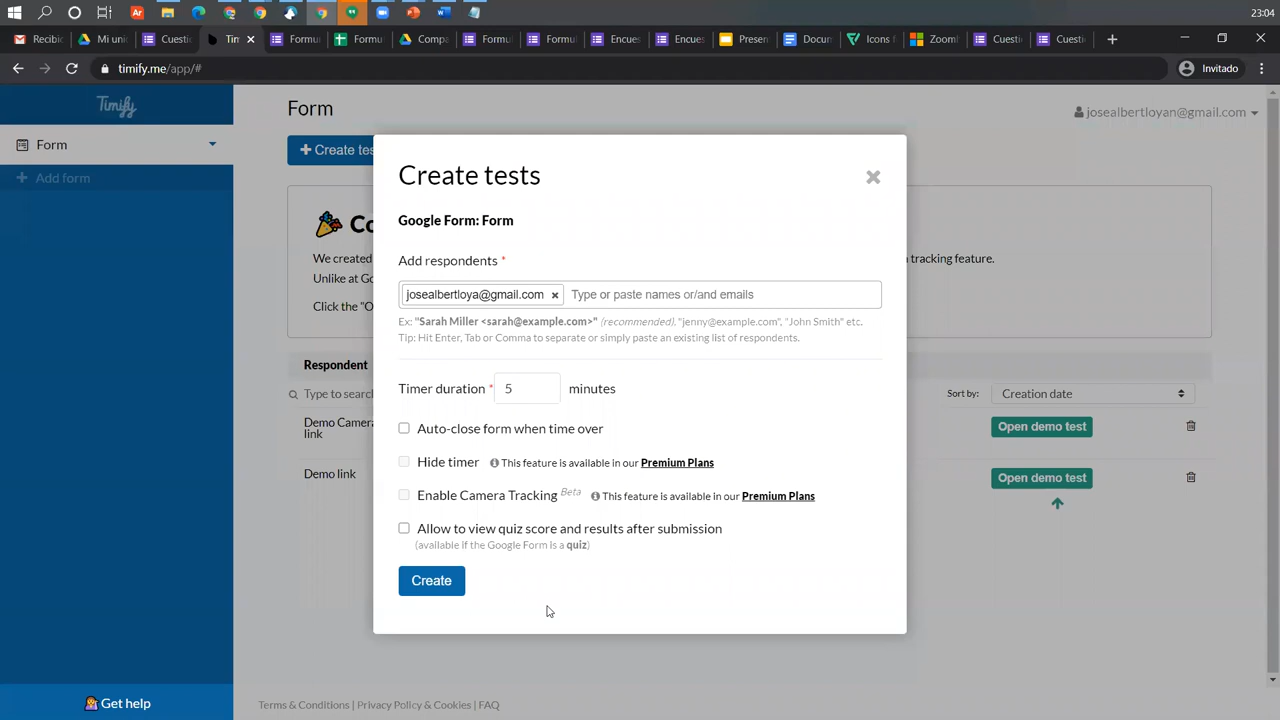 23:04
Recibic
Mi uni
Cuestic
Tim
Formu
Formu
Compa
Formul
Formul
Encues
Encues
Presen
Docum
Icons f
Zoom!
Cuestic
Cuestic
timify.me/app/#
Invitado
Timify
Form
josealbertloyan@gmail.com
Form
+ Create tes
+ Add form
Create tests
Google Form: Form
Co
We created
n tracking feature.
Unlike at Go
Click the "O
Add respondents *
josealbertloya@gmail.com × Type or paste names or/and emails
Ex: "Sarah Miller <sarah@example.com>" (recommended), "jenny@example.com", "John Smith" etc.
Tip: Hit Enter, Tab or Comma to separate or simply paste an existing list of respondents.
Respondent
Type to searc
Sort by: Creation date
Timer duration * 5 minutes
Demo Camera
link
Open demo test
Auto-close form when time over
Hide timer This feature is available in our Premium Plans
Demo link
Open demo test
Enable Camera Tracking Beta This feature is available in our Premium Plans
Allow to view quiz score and results after submission
(available if the Google Form is a quiz)
Create
Get help
Terms & Conditions | Privacy Policy & Cookies | FAQ